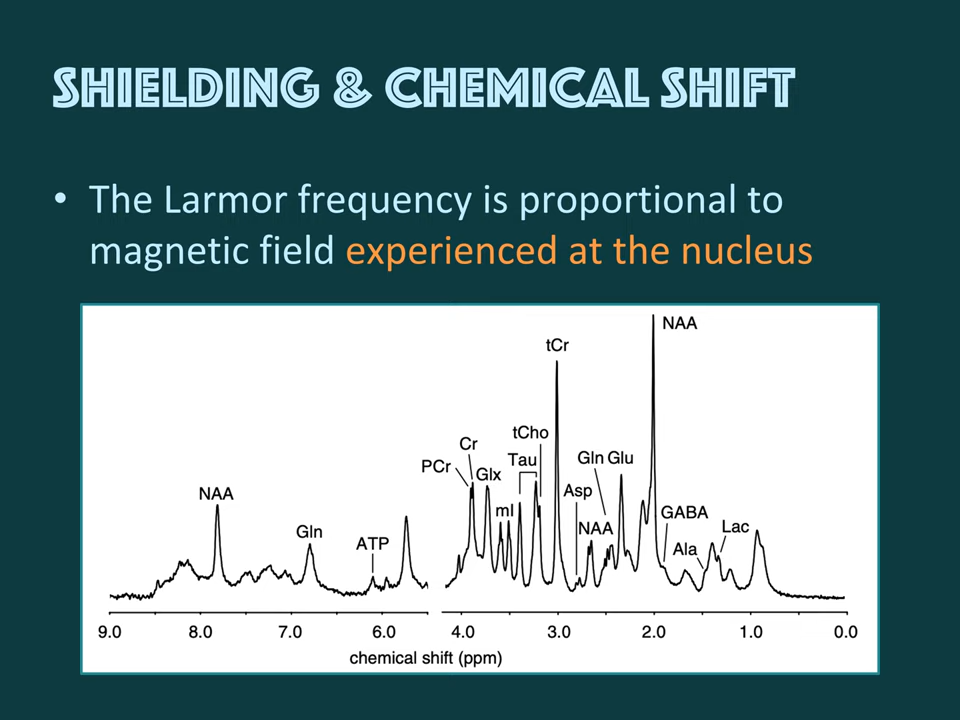 SHIELDING & CHEMICAL SHIFT
• The Larmor frequency is proportional to
magnetic field experienced at the nucleus
NAA
tCr
tCho
Cr
Tau
Gln Glu
PCr
Glx
Asp
NAA
mI
NAA
GABA
Gln
Lac
ATP
Ala
9.0 8.0 7.0 6.0 4.0 3.0 2.0 1.0 0.0
chemical shift (ppm)